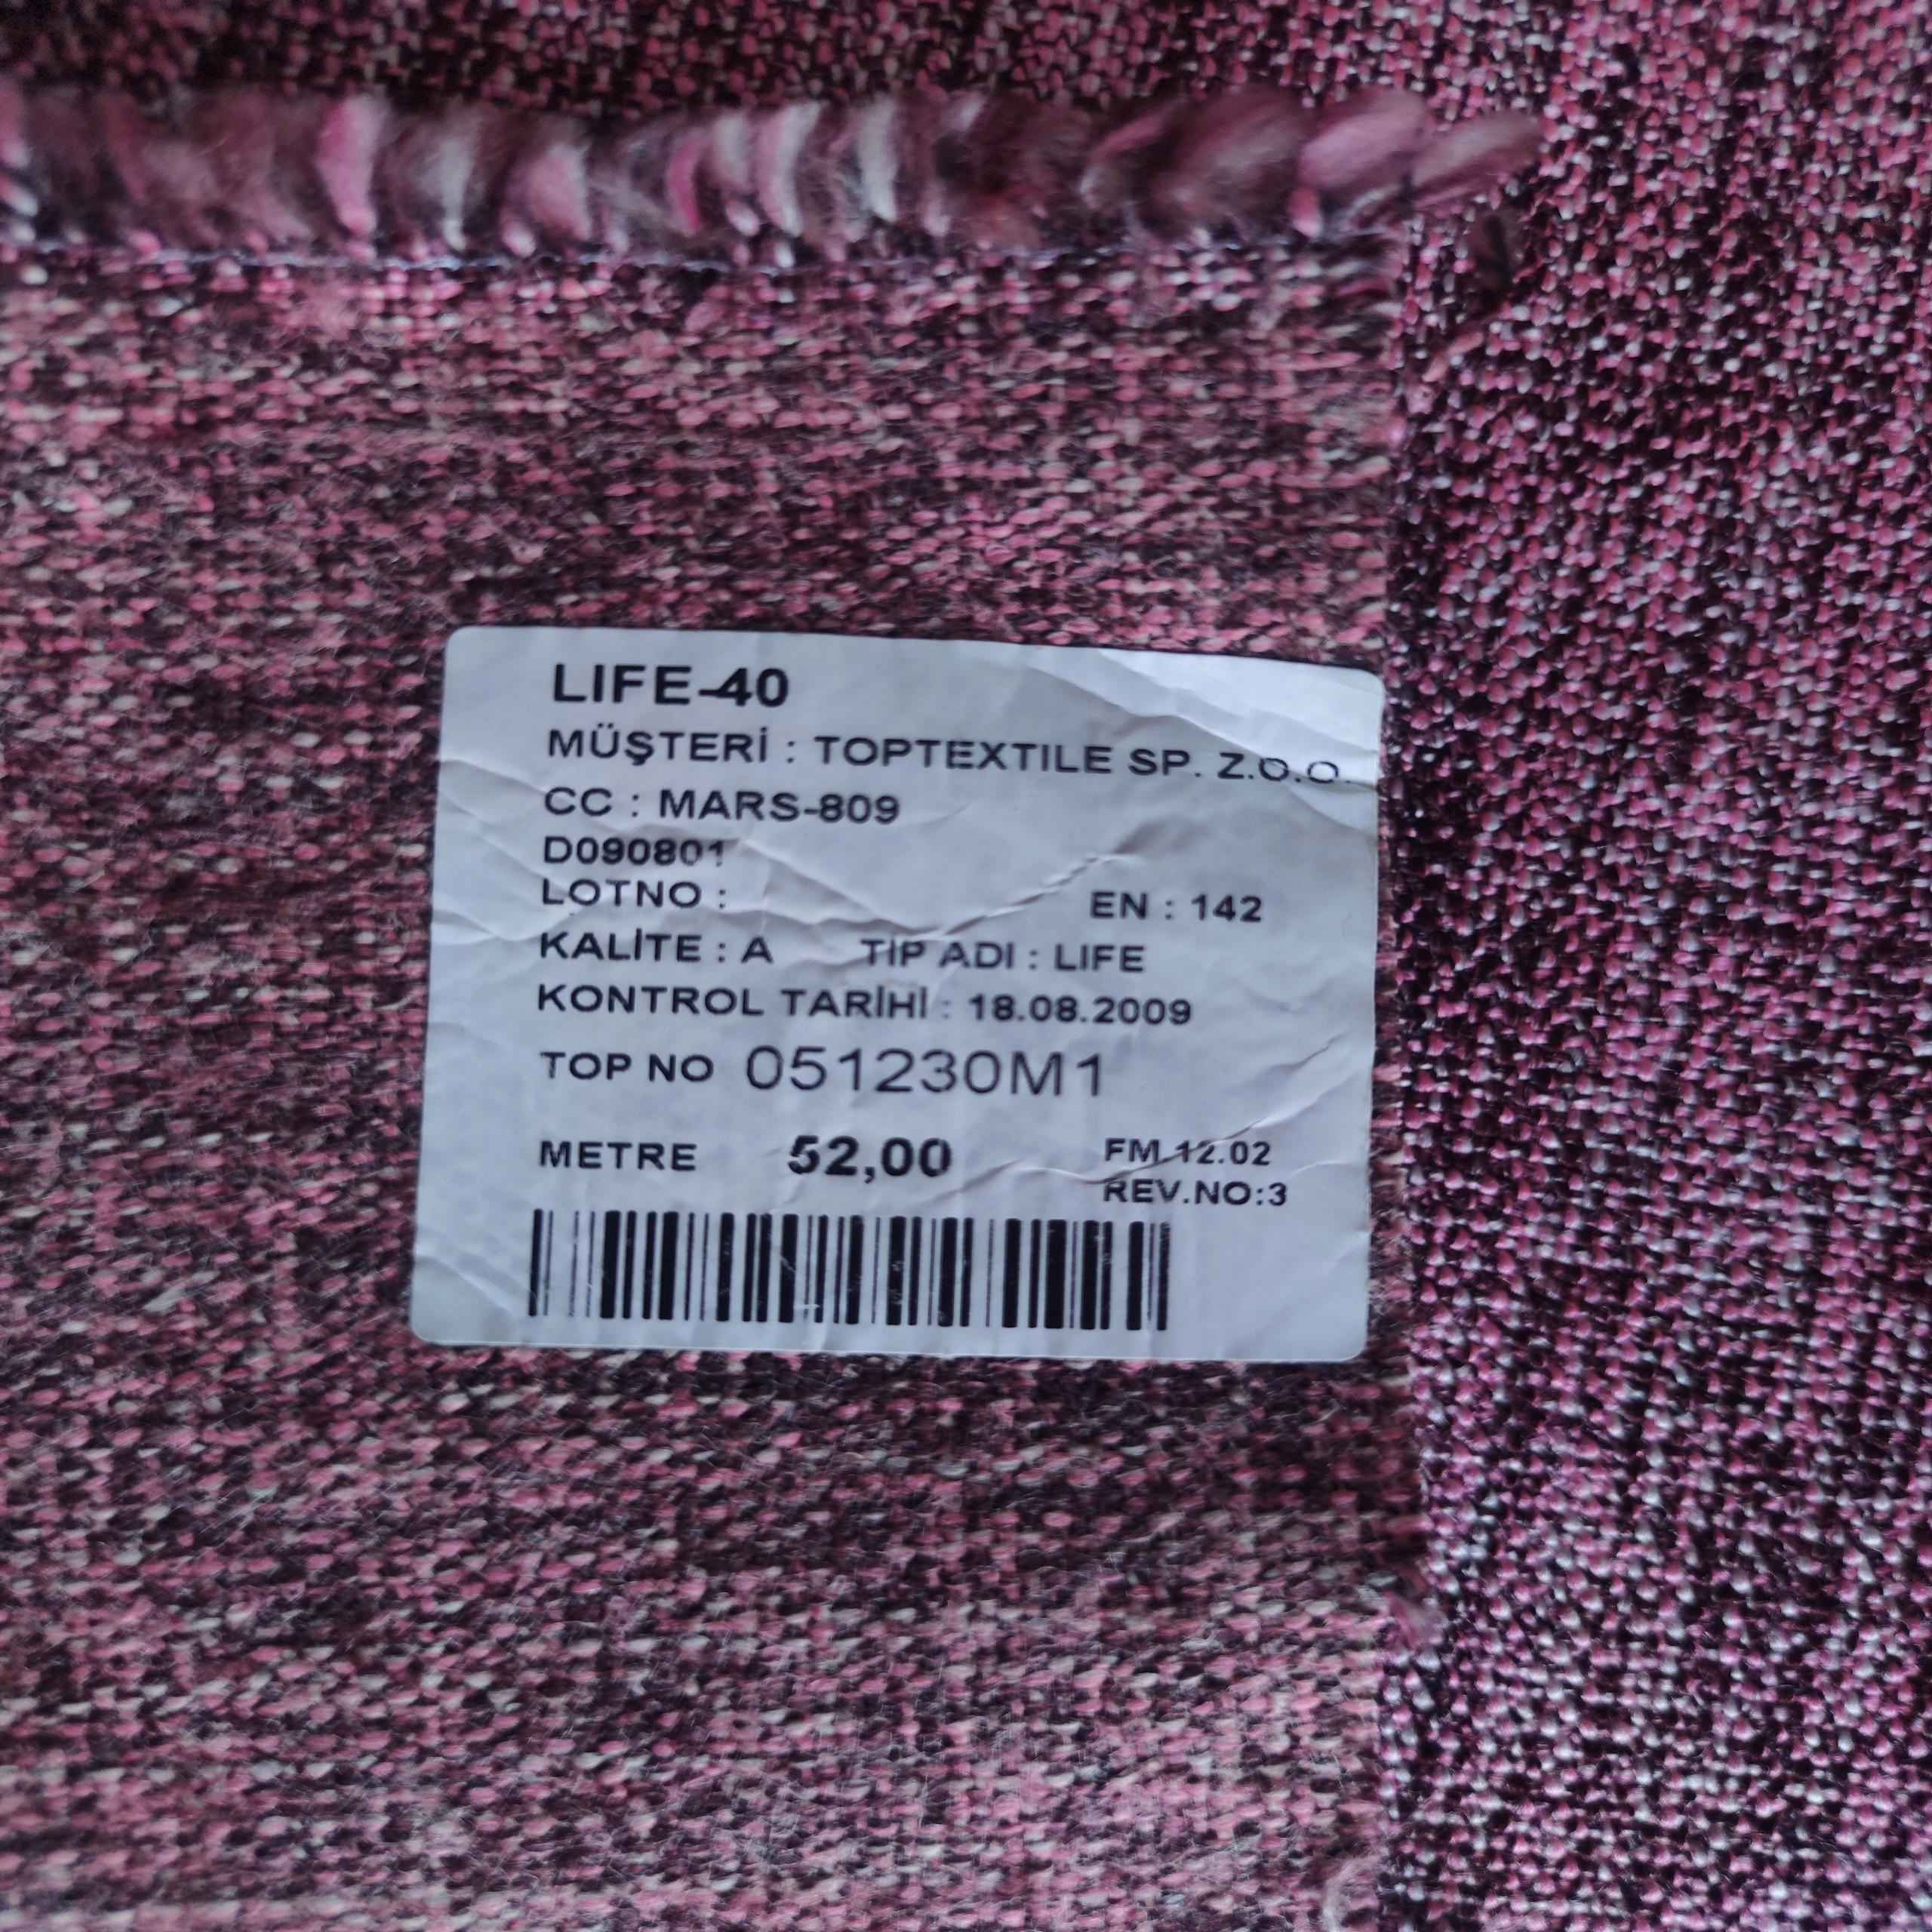 LIFE-40
MÜŞTERİ : TOPTEXTILE SP. Z.O.O.
CC : MARS-809
D090801
LOTNO : EN : 142
KALİTE : A TİP ADI : LIFE
KONTROL TARİHİ : 18.08.2009
TOP NO 051230M1
METRE 52,00 FM.12.02
REV.NO:3